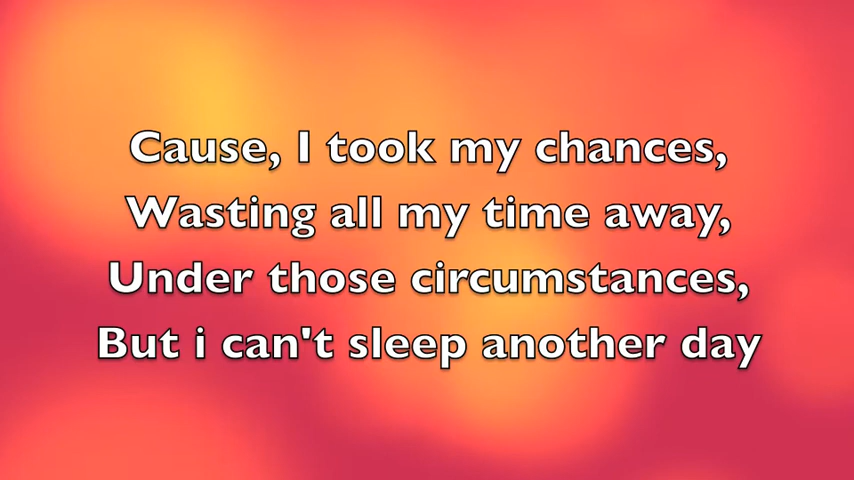 Cause, I took my chances,
Wasting all my time away,
Under those circumstances,
But i can't sleep another day